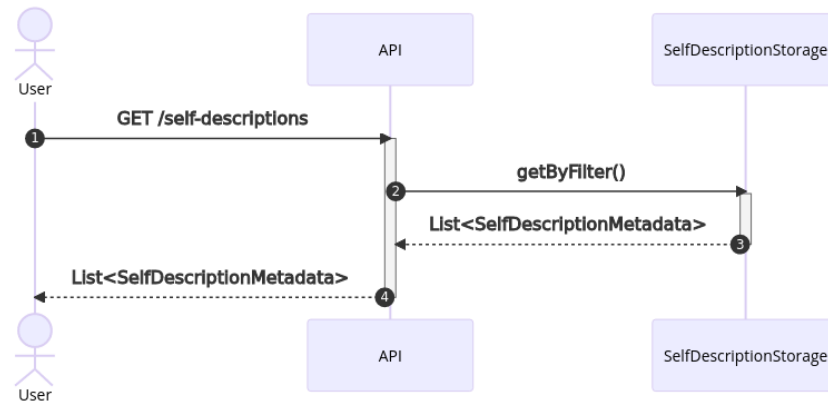 User
API
SelfDescriptionStorage
GET /self-descriptions
1
getByFilter()
2
List<SelfDescriptionMetadata>
3
List<SelfDescriptionMetadata>
4
User
API
SelfDescriptionStorage